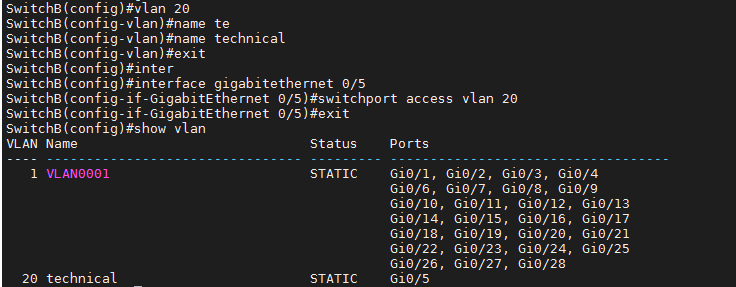 SwitchB(config)#vlan 20
SwitchB(config-vlan)#name te
SwitchB(config-vlan)#name technical
SwitchB(config-vlan)#exit
SwitchB(config)#inter
SwitchB(config)#interface gigabitethernet 0/5
SwitchB(config-if-GigabitEthernet 0/5)#switchport access vlan 20
SwitchB(config-if-GigabitEthernet 0/5)#exit
SwitchB(config)#show vlan
VLAN Name                             Status    Ports
---- -------------------------------- --------- -----------------------------------
   1 VLAN0001                         STATIC    Gi0/1, Gi0/2, Gi0/3, Gi0/4
                                                Gi0/6, Gi0/7, Gi0/8, Gi0/9
                                                Gi0/10, Gi0/11, Gi0/12, Gi0/13
                                                Gi0/14, Gi0/15, Gi0/16, Gi0/17
                                                Gi0/18, Gi0/19, Gi0/20, Gi0/21
                                                Gi0/22, Gi0/23, Gi0/24, Gi0/25
                                                Gi0/26, Gi0/27, Gi0/28
  20 technical                        STATIC    Gi0/5